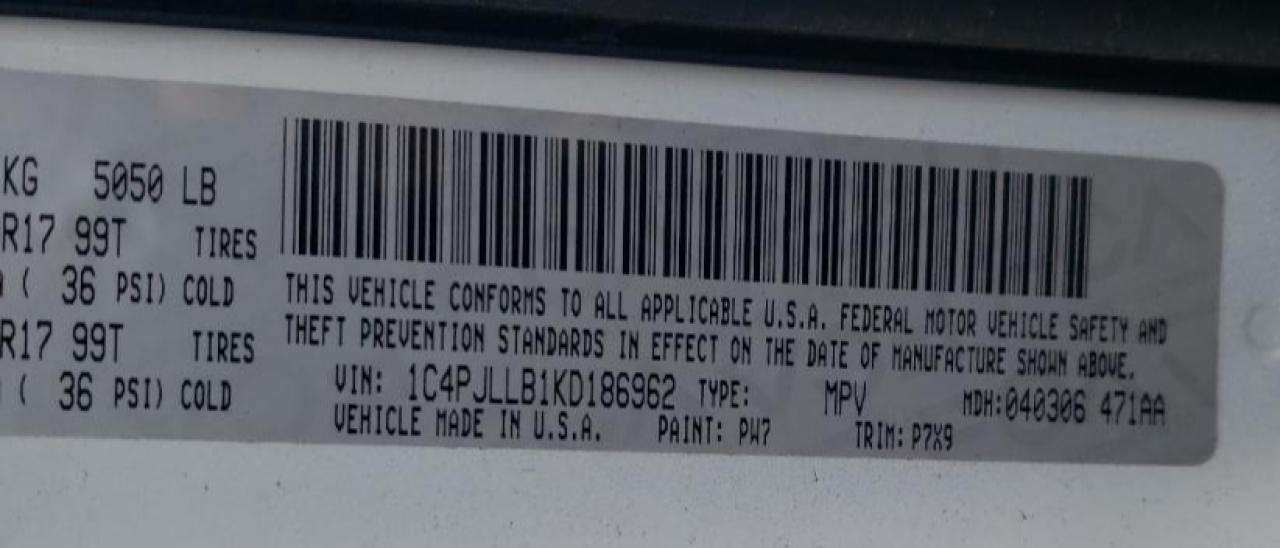 KG 5050 LB
R17 99T TIRES
( 36 PSI) COLD
R17 99T TIRES
( 36 PSI) COLD
THIS VEHICLE CONFORMS TO ALL APPLICABLE U.S.A. FEDERAL MOTOR VEHICLE SAFETY AND
THEFT PREVENTION STANDARDS IN EFFECT ON THE DATE OF MANUFACTURE SHOWN ABOVE.
VIN: 1C4PJLLB1KD186962 TYPE: MPV MDH:040306 471AA
VEHICLE MADE IN U.S.A. PAINT: PW7 TRIM: P7X9